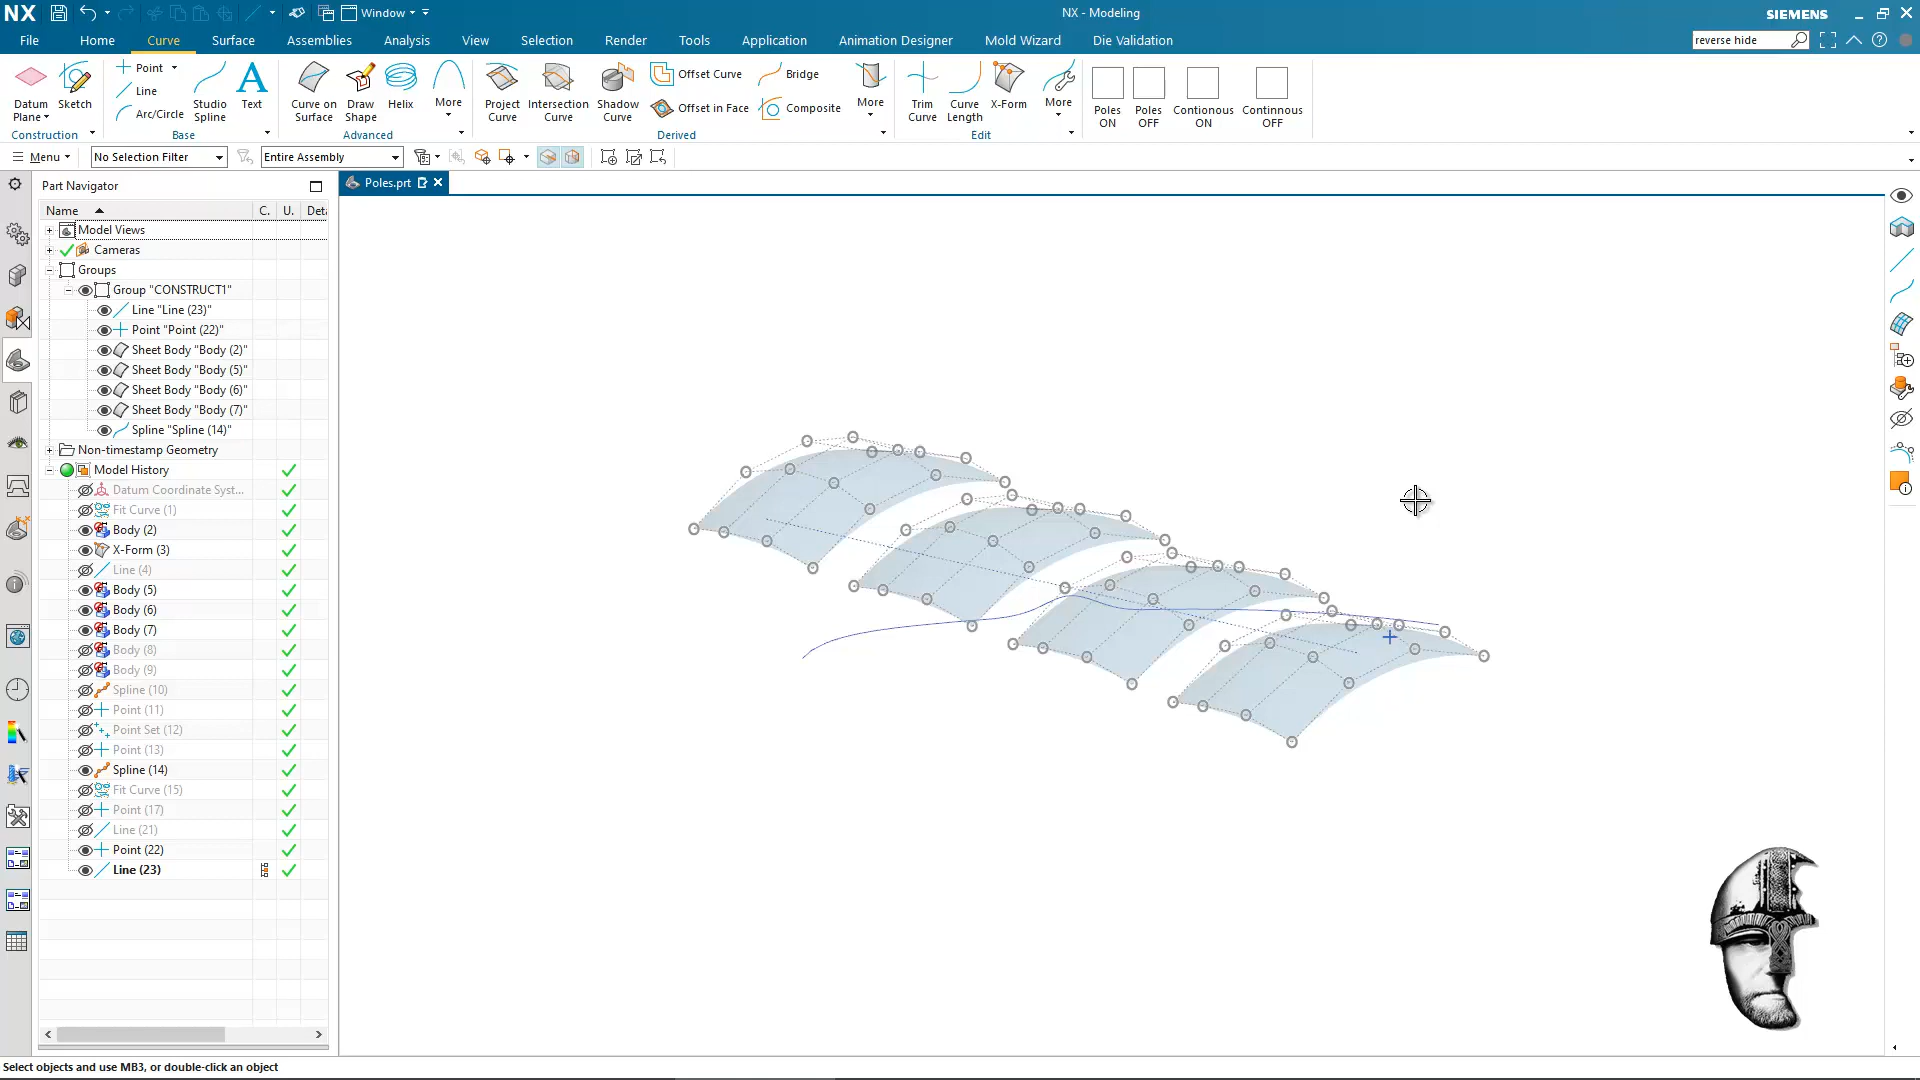 NX
Window
NX - Modeling
SIEMENS
File
Home
Curve
Surface
Assemblies
Analysis
View
Selection
Render
Tools
Application
Animation Designer
Mold Wizard
Die Validation
reverse hide
Datum Plane
Sketch
Point
Line
Arc/Circle
Studio Spline
Text
Curve on Surface
Draw Shape
Helix
More
Project Curve
Intersection Curve
Shadow Curve
Offset Curve
Offset in Face
Bridge
Composite
More
Trim Curve
Curve Length
X-Form
More
Poles ON
Poles OFF
Contionous ON
Continnous OFF
Construction
Base
Advanced
Derived
Edit
Menu
No Selection Filter
Entire Assembly
Part Navigator
Poles.prt
Name
C.
U.
Deta
Model Views
Cameras
Groups
Group "CONSTRUCT1"
Line "Line (23)"
Point "Point (22)"
Sheet Body "Body (2)"
Sheet Body "Body (5)"
Sheet Body "Body (6)"
Sheet Body "Body (7)"
Spline "Spline (14)"
Non-timestamp Geometry
Model History
Datum Coordinate Syst...
Fit Curve (1)
Body (2)
X-Form (3)
Line (4)
Body (5)
Body (6)
Body (7)
Body (8)
Body (9)
Spline (10)
Point (11)
Point Set (12)
Point (13)
Spline (14)
Fit Curve (15)
Point (17)
Line (21)
Point (22)
Line (23)
Select objects and use MB3, or double-click an object